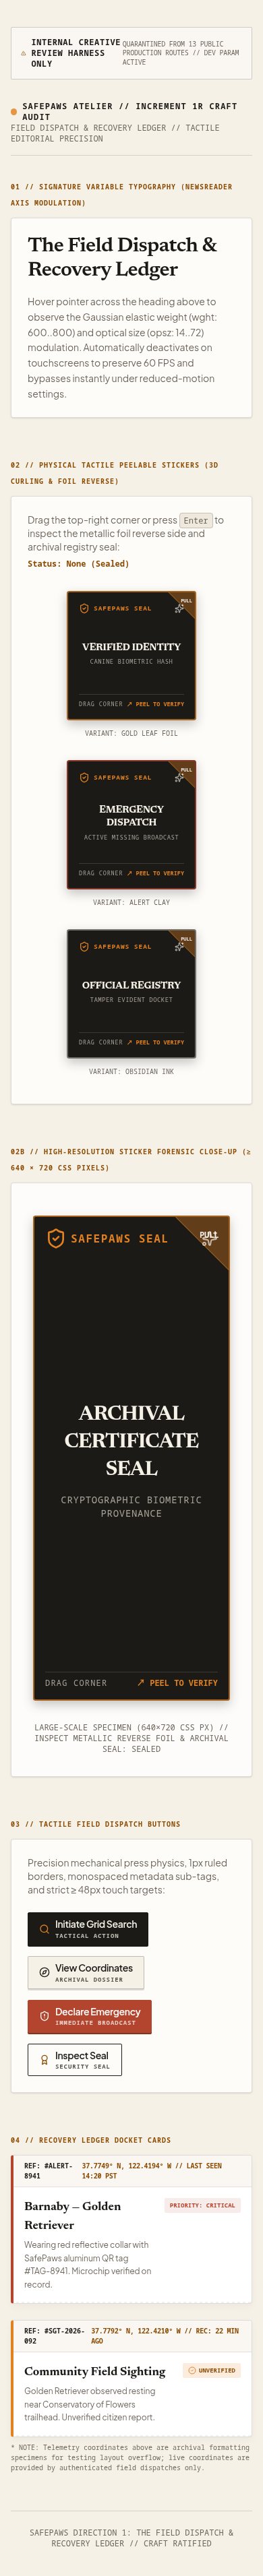 ⚠ INTERNAL CREATIVE
REVIEW HARNESS
ONLY
QUARANTINED FROM 13 PUBLIC
PRODUCTION ROUTES // DEV PARAM
ACTIVE
SAFEPAWS ATELIER // INCREMENT 1R CRAFT
AUDIT
FIELD DISPATCH & RECOVERY LEDGER // TACTILE
EDITORIAL PRECISION
01 // SIGNATURE VARIABLE TYPOGRAPHY (NEWSREADER
AXIS MODULATION)
The Field Dispatch &
Recovery Ledger
Hover pointer across the heading above to
observe the Gaussian elastic weight (wght:
600..800) and optical size (opsz: 14..72)
modulation. Automatically deactivates on
touchscreens to preserve 60 FPS and
bypasses instantly under reduced-motion
settings.
02 // PHYSICAL TACTILE PEELABLE STICKERS (3D
CURLING & FOIL REVERSE)
Drag the top-right corner or press Enter to
inspect the metallic foil reverse side and
archival registry seal:
Status: None (Sealed)
SAFEPAWS SEAL
PULL
VERIFIED IDENTITY
CANINE BIOMETRIC HASH
DRAG CORNER ↗ PEEL TO VERIFY
VARIANT: GOLD LEAF FOIL
SAFEPAWS SEAL
PULL
EMERGENCY
DISPATCH
ACTIVE MISSING BROADCAST
DRAG CORNER ↗ PEEL TO VERIFY
VARIANT: ALERT CLAY
SAFEPAWS SEAL
PULL
OFFICIAL REGISTRY
TAMPER EVIDENT DOCKET
DRAG CORNER ↗ PEEL TO VERIFY
VARIANT: OBSIDIAN INK
02B // HIGH-RESOLUTION STICKER FORENSIC CLOSE-UP (≥
640 × 720 CSS PIXELS)
SAFEPAWS SEAL
PULL
ARCHIVAL
CERTIFICATE
SEAL
CRYPTOGRAPHIC BIOMETRIC
PROVENANCE
DRAG CORNER ↗ PEEL TO VERIFY
LARGE-SCALE SPECIMEN (640×720 CSS PX) //
INSPECT METALLIC REVERSE FOIL & ARCHIVAL
SEAL: SEALED
03 // TACTILE FIELD DISPATCH BUTTONS
Precision mechanical press physics, 1px ruled
borders, monospaced metadata sub-tags,
and strict ≥48px touch targets:
Initiate Grid Search
TACTICAL ACTION
View Coordinates
ARCHIVAL DOSSIER
Declare Emergency
IMMEDIATE BROADCAST
Inspect Seal
SECURITY SEAL
04 // RECOVERY LEDGER DOCKET CARDS
REF: #ALERT-
8941
37.7749° N, 122.4194° W // LAST SEEN
14:20 PST
Barnaby — Golden
Retriever
PRIORITY: CRITICAL
Wearing red reflective collar with
SafePaws aluminum QR tag
#TAG-8941. Microchip verified on
record.
REF: #SGT-2026-
092
37.7792° N, 122.4210° W // REC: 22 MIN
AGO
Community Field Sighting
UNVERIFIED
Golden Retriever observed resting
near Conservatory of Flowers
trailhead. Unverified citizen report.
* NOTE: Telemetry coordinates above are archival formatting
specimens for testing layout overflow; live coordinates are
provided by authenticated field dispatches only.
SAFEPAWS DIRECTION 1: THE FIELD DISPATCH &
RECOVERY LEDGER // CRAFT RATIFIED